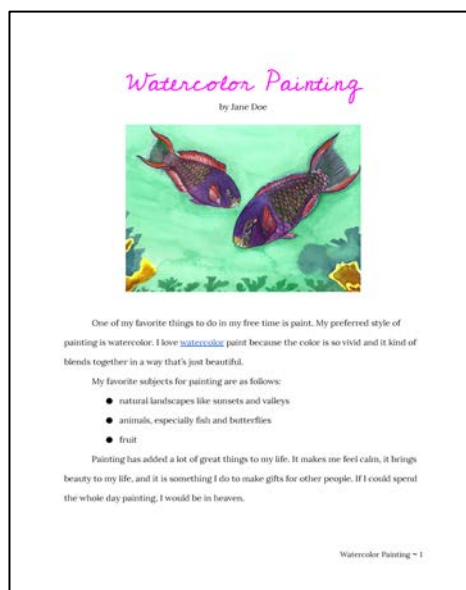 Watercolor Painting
by Jane Doe
One of my favorite things to do in my free time is paint. My preferred style of
painting is watercolor. I love watercolor paint because the color is so vivid and it kind of
blends together in a way that's just beautiful.
My favorite subjects for painting are as follows:
● natural landscapes like sunsets and valleys
● animals, especially fish and butterflies
● fruit
Painting has added a lot of great things to my life. It makes me feel calm, it brings
beauty to my life, and it is something I do to make gifts for other people. If I could spend
the whole day painting, I would be in heaven.
Watercolor Painting ~ 1